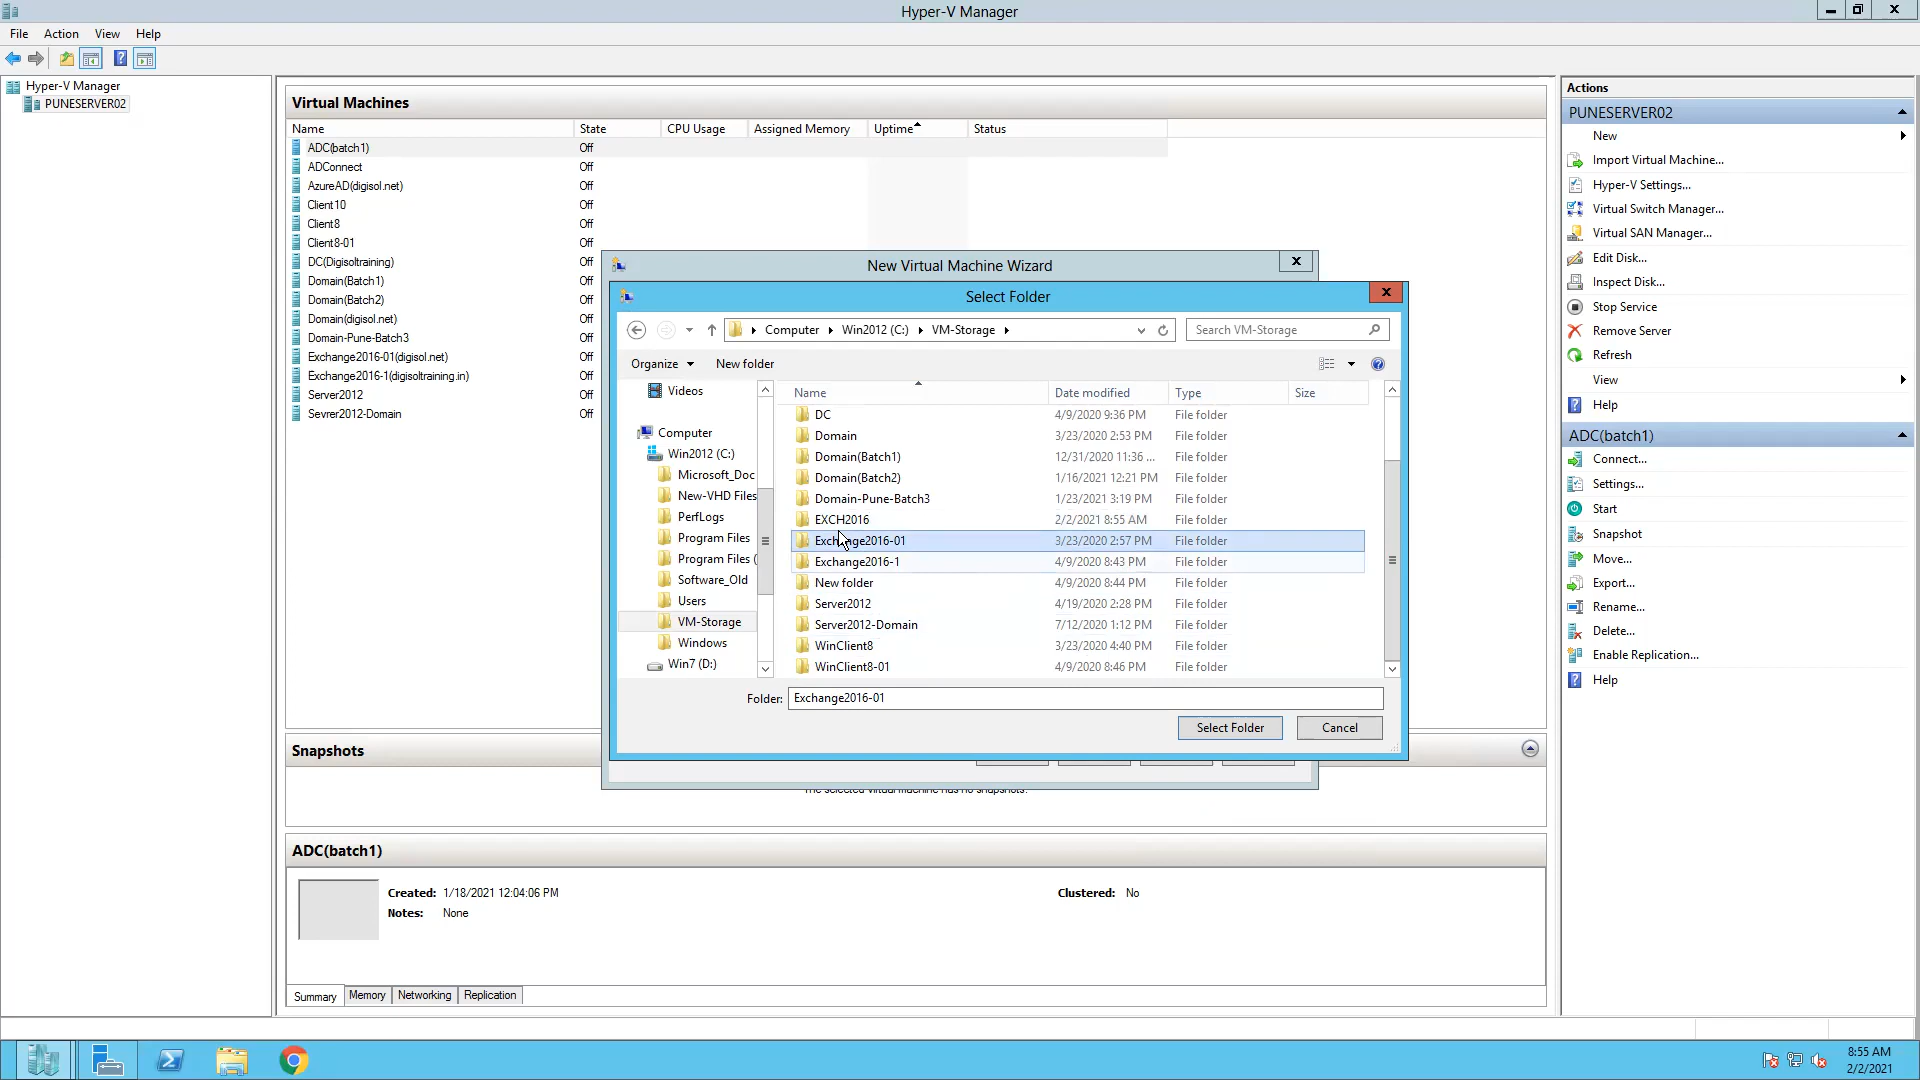 Hyper-V Manager
File Action View Help
Hyper-V Manager
PUNESERVER02
Virtual Machines
Name State CPU Usage Assigned Memory Uptime Status
ADC(batch1) Off
ADConnect Off
AzureAD(digisol.net) Off
Client10 Off
Client8 Off
Client8-01 Off
DC(Digisoltraining) Off
Domain(Batch1) Off
Domain(Batch2) Off
Domain(digisol.net) Off
Domain-Pune-Batch3 Off
Exchange2016-01(digisol.net) Off
Exchange2016-1(digisoltraining.in) Off
Server2012 Off
Sevrer2012-Domain Off
New Virtual Machine Wizard
Select Folder
Computer Win2012 (C:) VM-Storage Search VM-Storage
Organize New folder
Videos
Computer
Win2012 (C:)
Microsoft_Doc
New-VHD Files
PerfLogs
Program Files
Program Files (
Software_Old
Users
VM-Storage
Windows
Win7 (D:)
Name Date modified Type Size
DC 4/9/2020 9:36 PM File folder
Domain 3/23/2020 2:53 PM File folder
Domain(Batch1) 12/31/2020 11:36 ... File folder
Domain(Batch2) 1/16/2021 12:21 PM File folder
Domain-Pune-Batch3 1/23/2021 3:19 PM File folder
EXCH2016 2/2/2021 8:55 AM File folder
Exchange2016-01 3/23/2020 2:57 PM File folder
Exchange2016-1 4/9/2020 8:43 PM File folder
New folder 4/9/2020 8:44 PM File folder
Server2012 4/19/2020 2:28 PM File folder
Server2012-Domain 7/12/2020 1:12 PM File folder
WinClient8 3/23/2020 4:40 PM File folder
WinClient8-01 4/9/2020 8:46 PM File folder
Folder: Exchange2016-01
Select Folder Cancel
Snapshots
The selected virtual machine has no snapshots.
ADC(batch1)
Created: 1/18/2021 12:04:06 PM Clustered: No
Notes: None
Summary Memory Networking Replication
Actions
PUNESERVER02
New
Import Virtual Machine...
Hyper-V Settings...
Virtual Switch Manager...
Virtual SAN Manager...
Edit Disk...
Inspect Disk...
Stop Service
Remove Server
Refresh
View
Help
ADC(batch1)
Connect...
Settings...
Start
Snapshot
Move...
Export...
Rename...
Delete...
Enable Replication...
Help
8:55 AM
2/2/2021